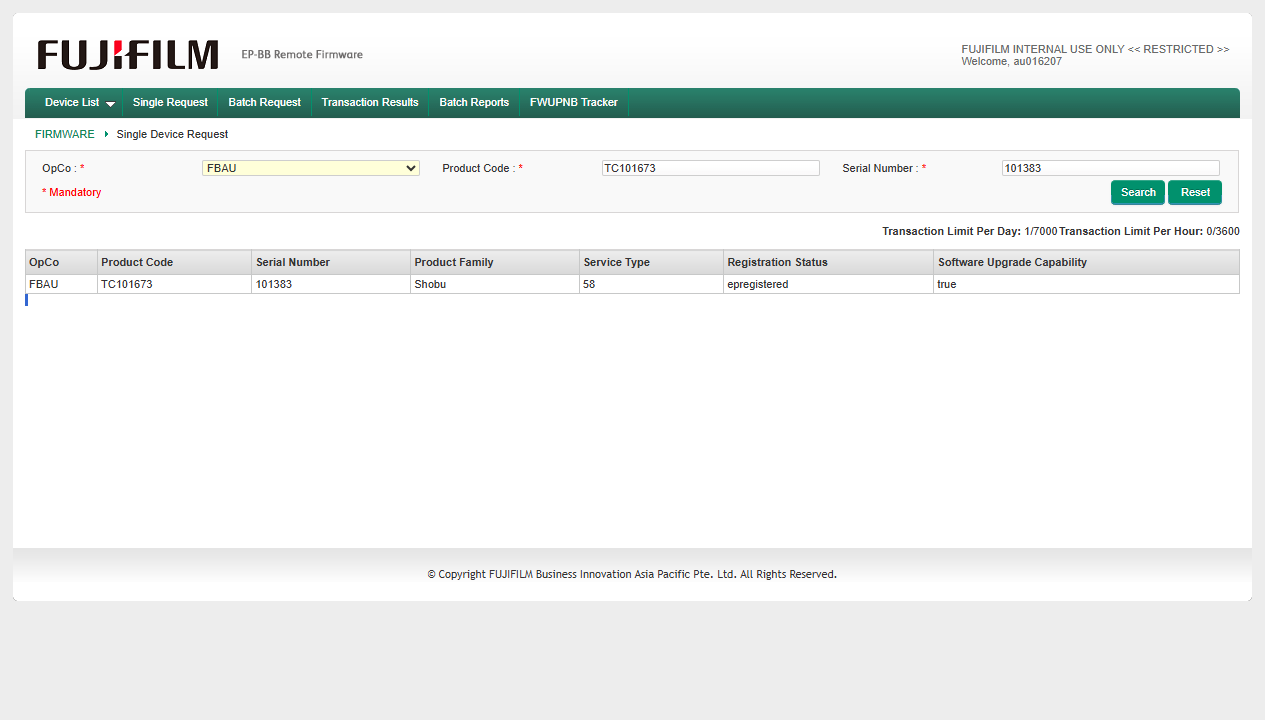 FUJIFILM EP-BB Remote Firmware
FUJIFILM INTERNAL USE ONLY << RESTRICTED >>
Welcome, au016207
Device List Single Request Batch Request Transaction Results Batch Reports FWUPNB Tracker
FIRMWARE Single Device Request
OpCo : * FBAU Product Code : * TC101673 Serial Number : * 101383
* Mandatory Search Reset
Transaction Limit Per Day: 1/7000 Transaction Limit Per Hour: 0/3600
OpCo Product Code Serial Number Product Family Service Type Registration Status Software Upgrade Capability
FBAU TC101673 101383 Shobu 58 epregistered true
© Copyright FUJIFILM Business Innovation Asia Pacific Pte. Ltd. All Rights Reserved.